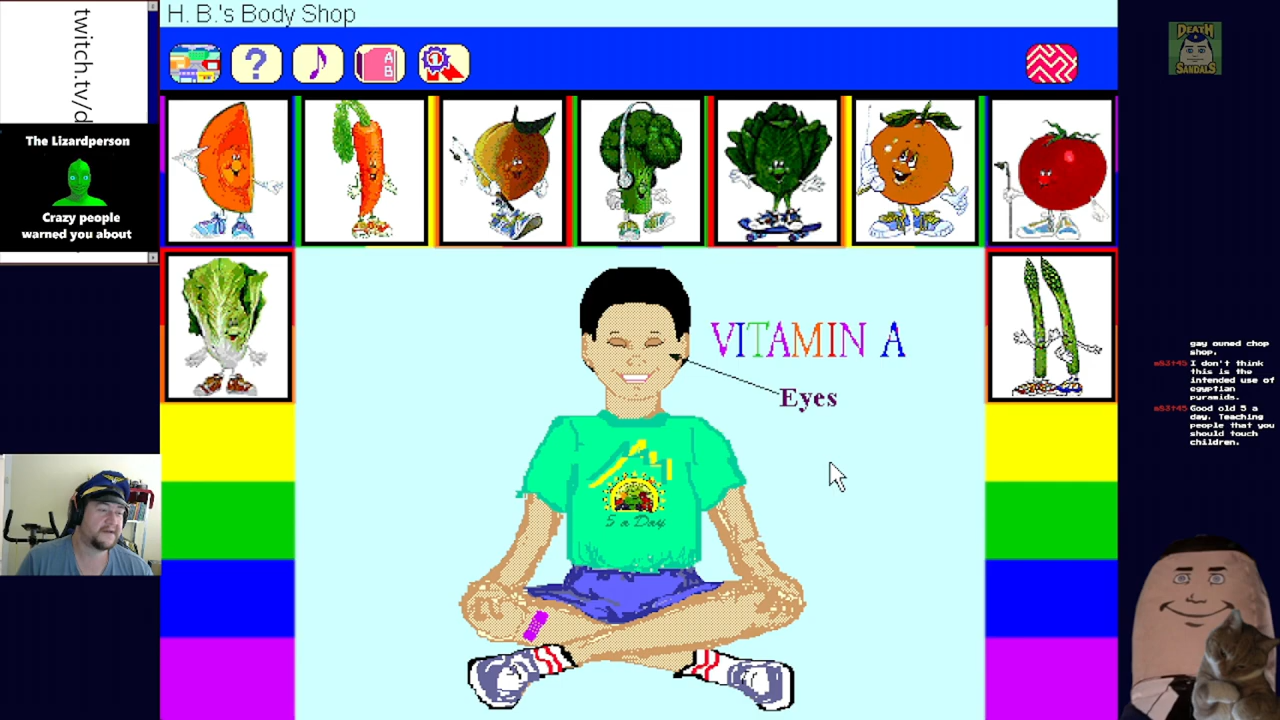 twitch.tv/d
The Lizardperson
Crazy people
warned you about
H. B.'s Body Shop
?
A
B
1
DEATH
SANDALS
VITAMIN A
Eyes
5 a Day
gay owned chop
shop.
m83y45 I don't think
this is the
intended use of
egyptian
pyramids.
Good old 5 a
day. Teaching
people that you
should touch
children.